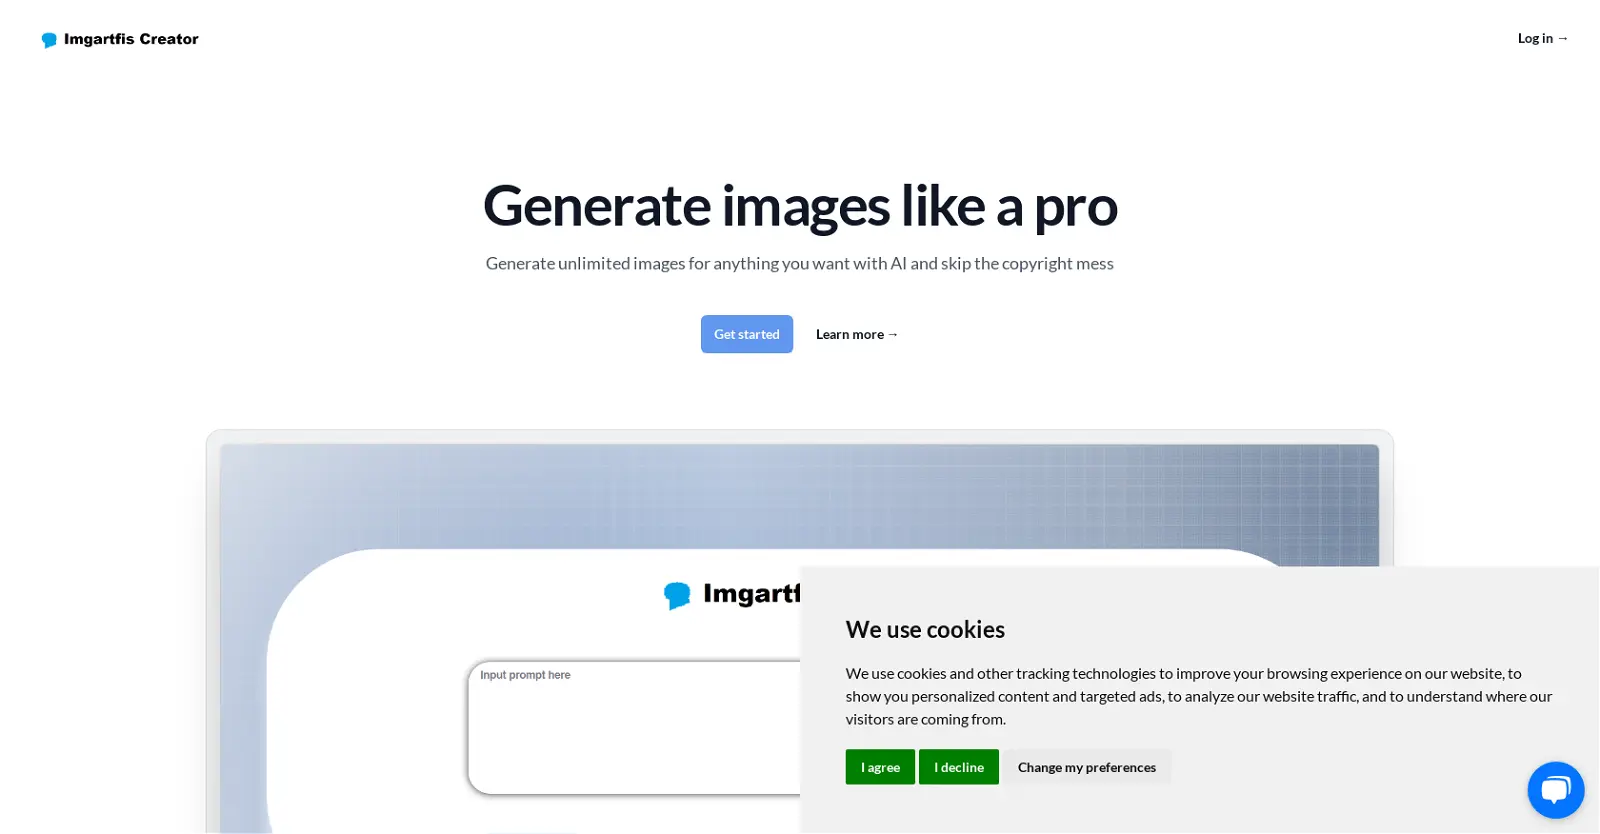 Imgartfis Creator
Log in →
Generate images like a pro
Generate unlimited images for anything you want with AI and skip the copyright mess
Get started
Learn more →
Imgartf
Input prompt here
We use cookies
We use cookies and other tracking technologies to improve your browsing experience on our website, to
show you personalized content and targeted ads, to analyze our website traffic, and to understand where our
visitors are coming from.
I agree
I decline
Change my preferences